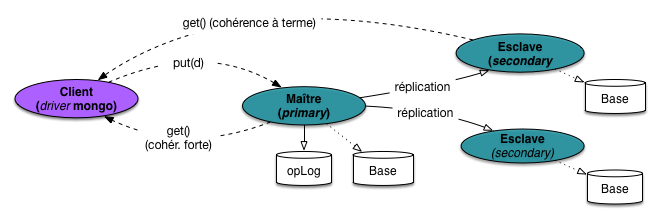 get() (cohérence à terme)
Esclave
(secondary
put(d)
Base
Client
(driver mongo)
réplication
Maître
(primary)
réplication
get()
(cohér. forte)
Esclave
(secondary)
opLog
Base
Base